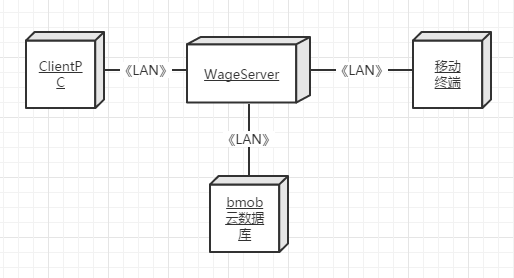 ClientP
C
《LAN》
WageServer
《LAN》
移动
终端
《LAN》
bmob
云数据
库